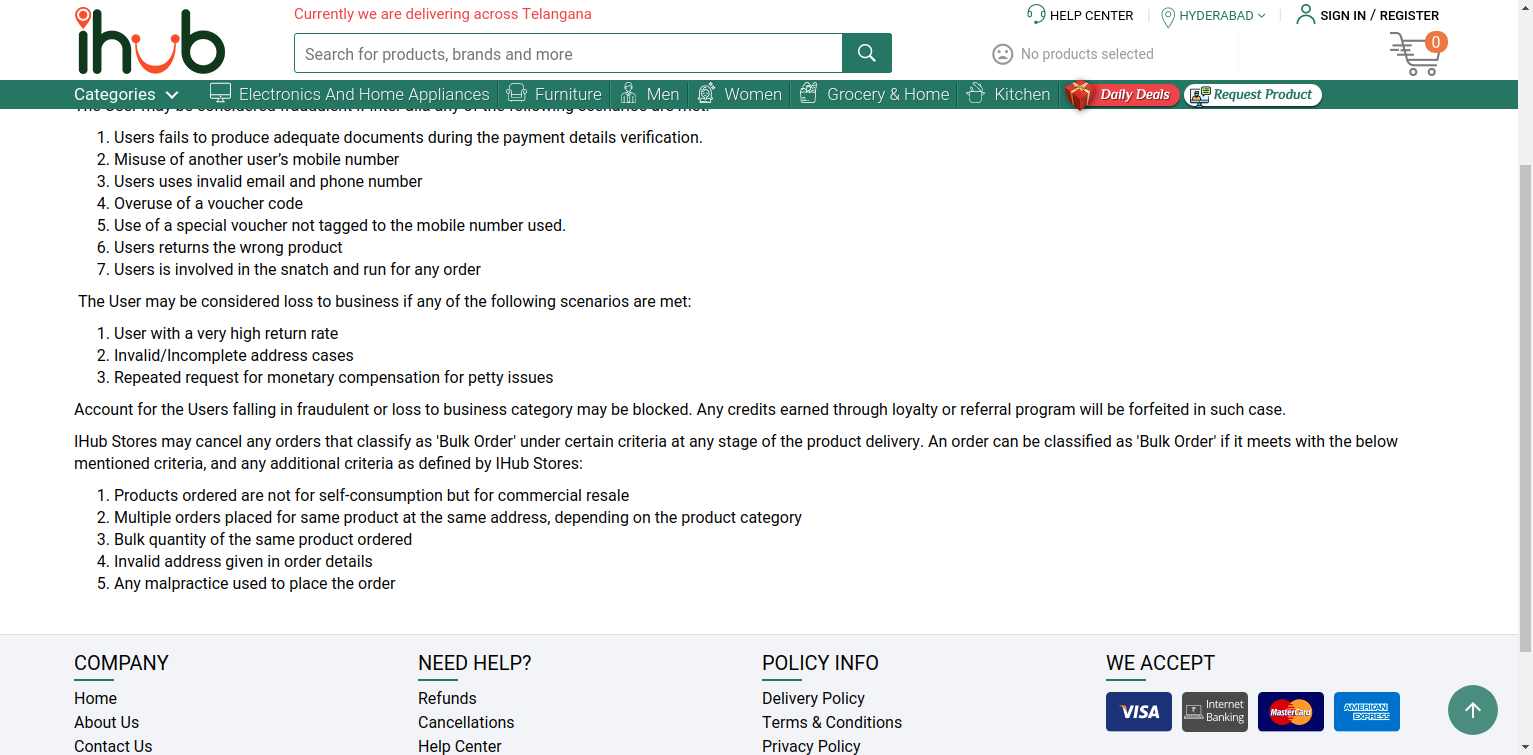 Currently we are delivering across Telangana
HELP CENTER
HYDERABAD
SIGN IN / REGISTER
ihub
Search for products, brands and more
No products selected
0
Categories
Electronics And Home Appliances
Furniture
Men
Women
Grocery & Home
Kitchen
Daily Deals
Request Product
The User may be considered fraudulent if inter alia any of the following scenarios are met:
1. Users fails to produce adequate documents during the payment details verification.
2. Misuse of another user’s mobile number
3. Users uses invalid email and phone number
4. Overuse of a voucher code
5. Use of a special voucher not tagged to the mobile number used.
6. Users returns the wrong product
7. Users is involved in the snatch and run for any order
The User may be considered loss to business if any of the following scenarios are met:
1. User with a very high return rate
2. Invalid/Incomplete address cases
3. Repeated request for monetary compensation for petty issues
Account for the Users falling in fraudulent or loss to business category may be blocked. Any credits earned through loyalty or referral program will be forfeited in such case.
IHub Stores may cancel any orders that classify as 'Bulk Order' under certain criteria at any stage of the product delivery. An order can be classified as 'Bulk Order' if it meets with the below
mentioned criteria, and any additional criteria as defined by IHub Stores:
1. Products ordered are not for self-consumption but for commercial resale
2. Multiple orders placed for same product at the same address, depending on the product category
3. Bulk quantity of the same product ordered
4. Invalid address given in order details
5. Any malpractice used to place the order
COMPANY
Home
About Us
Contact Us
NEED HELP?
Refunds
Cancellations
Help Center
POLICY INFO
Delivery Policy
Terms & Conditions
Privacy Policy
WE ACCEPT
VISA
Internet
Banking
MasterCard
AMERICAN
EXPRESS